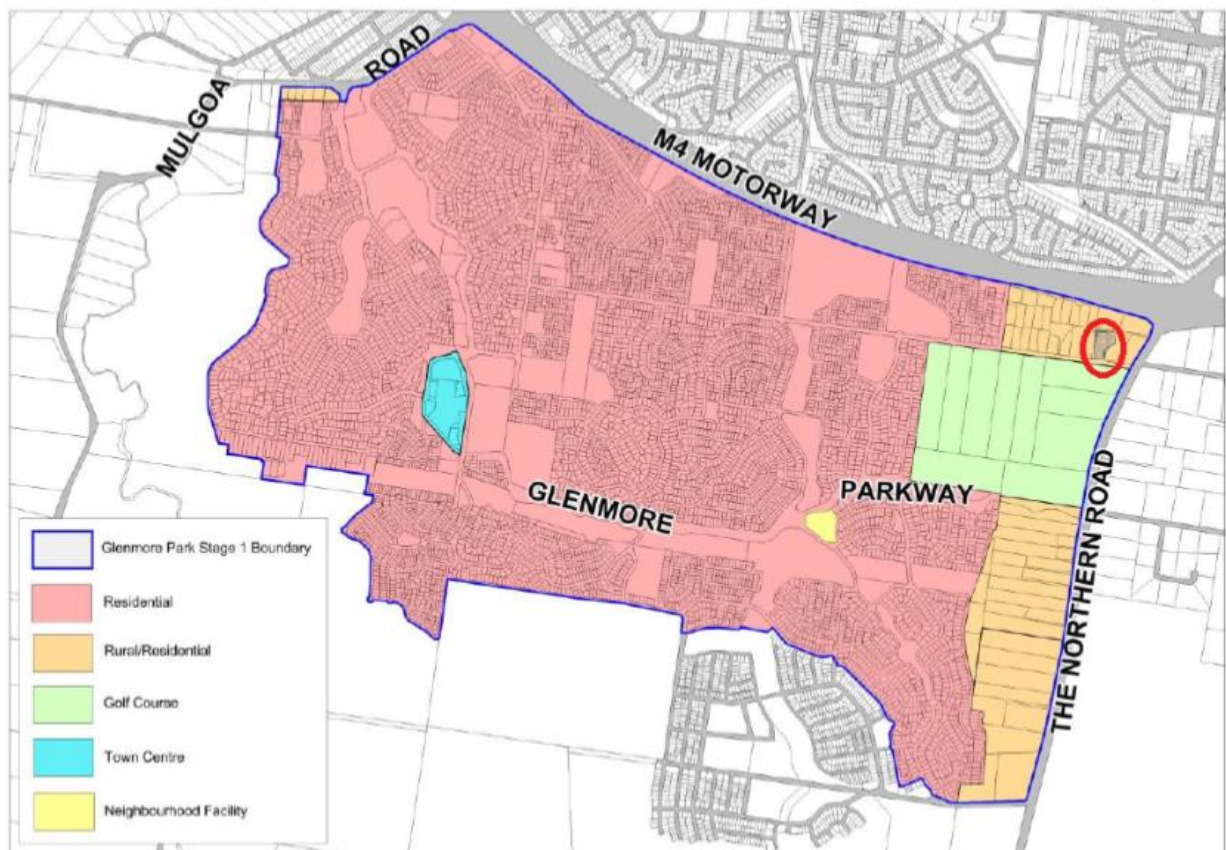 MULGOA
ROAD
M4 MOTORWAY
GLENMORE
PARKWAY
THE NORTHERN ROAD
Glenmore Park Stage 1 Boundary
Residential
Rural/Residential
Golf Course
Town Centre
Neighbourhood Facility